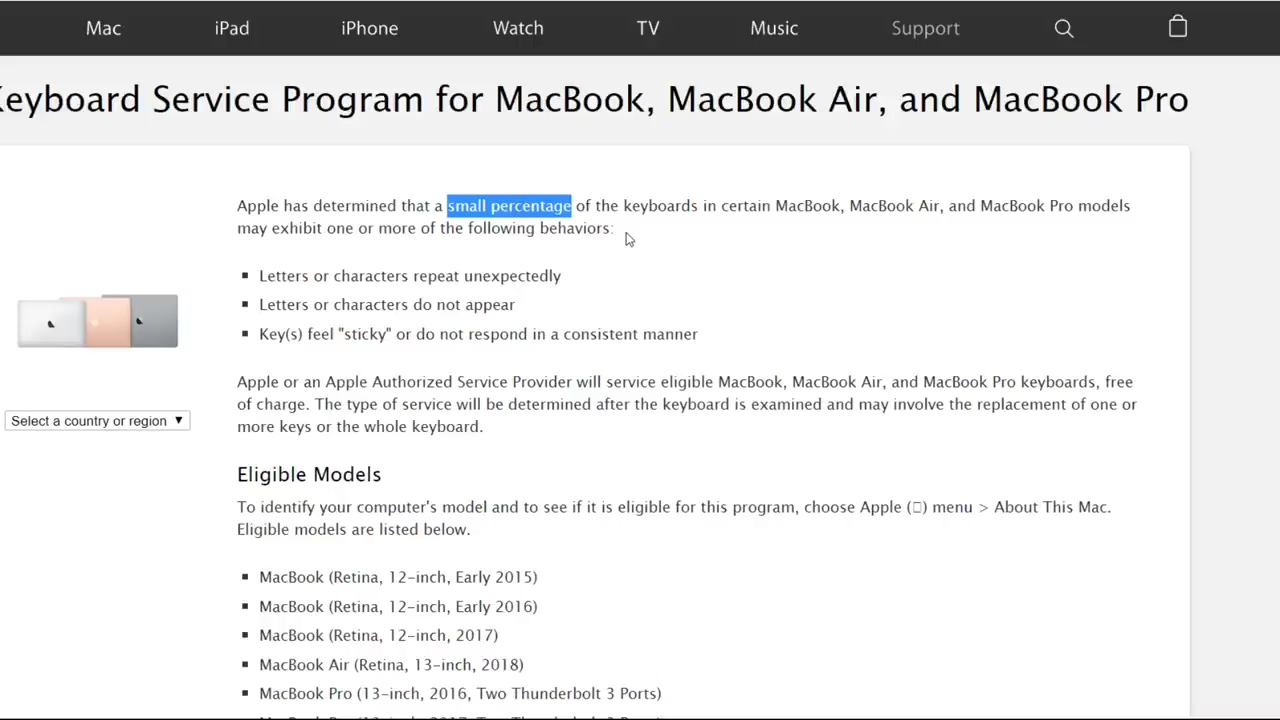 Mac iPad iPhone Watch TV Music Support
Keyboard Service Program for MacBook, MacBook Air, and MacBook Pro
Apple has determined that a small percentage of the keyboards in certain MacBook, MacBook Air, and MacBook Pro models
may exhibit one or more of the following behaviors:
Letters or characters repeat unexpectedly
Letters or characters do not appear
Key(s) feel "sticky" or do not respond in a consistent manner
Apple or an Apple Authorized Service Provider will service eligible MacBook, MacBook Air, and MacBook Pro keyboards, free
of charge. The type of service will be determined after the keyboard is examined and may involve the replacement of one or
more keys or the whole keyboard.
Select a country or region
Eligible Models
To identify your computer's model and to see if it is eligible for this program, choose Apple (▯) menu > About This Mac.
Eligible models are listed below.
MacBook (Retina, 12-inch, Early 2015)
MacBook (Retina, 12-inch, Early 2016)
MacBook (Retina, 12-inch, 2017)
MacBook Air (Retina, 13-inch, 2018)
MacBook Pro (13-inch, 2016, Two Thunderbolt 3 Ports)